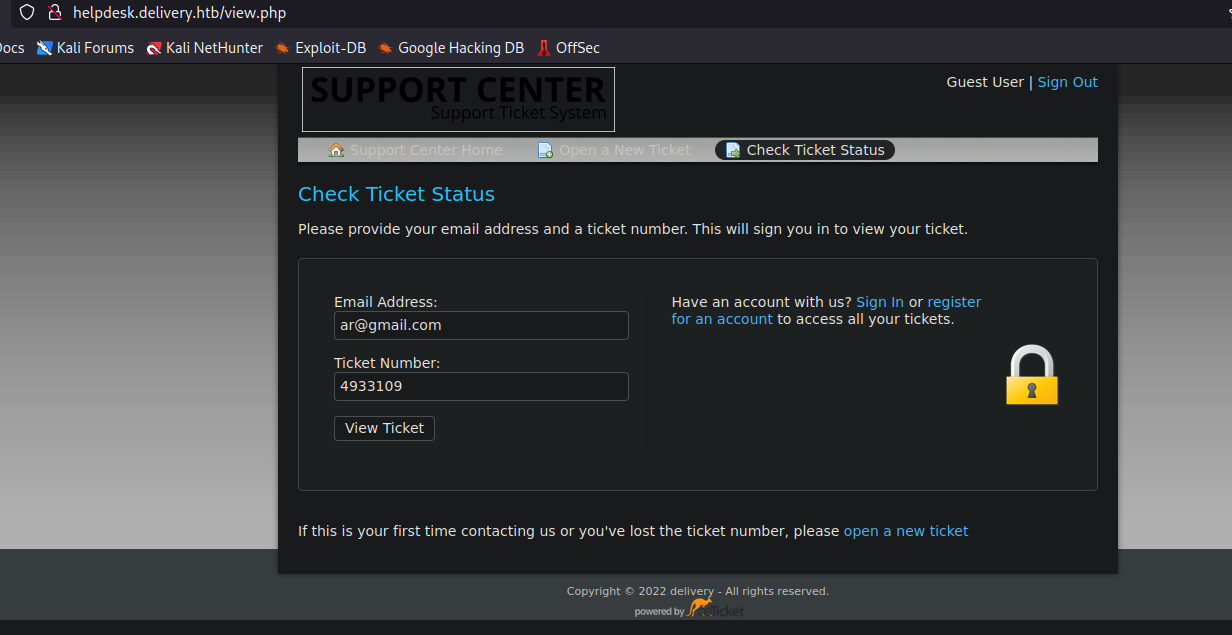 helpdesk.delivery.htb/view.php
Docs Kali Forums Kali NetHunter Exploit-DB Google Hacking DB OffSec
SUPPORT CENTER
Support Ticket System
Guest User | Sign Out
Support Center Home Open a New Ticket Check Ticket Status
Check Ticket Status
Please provide your email address and a ticket number. This will sign you in to view your ticket.
Email Address:
ar@gmail.com
Ticket Number:
4933109
View Ticket
Have an account with us? Sign In or register
for an account to access all your tickets.
If this is your first time contacting us or you've lost the ticket number, please open a new ticket
Copyright © 2022 delivery - All rights reserved.
powered by osTicket